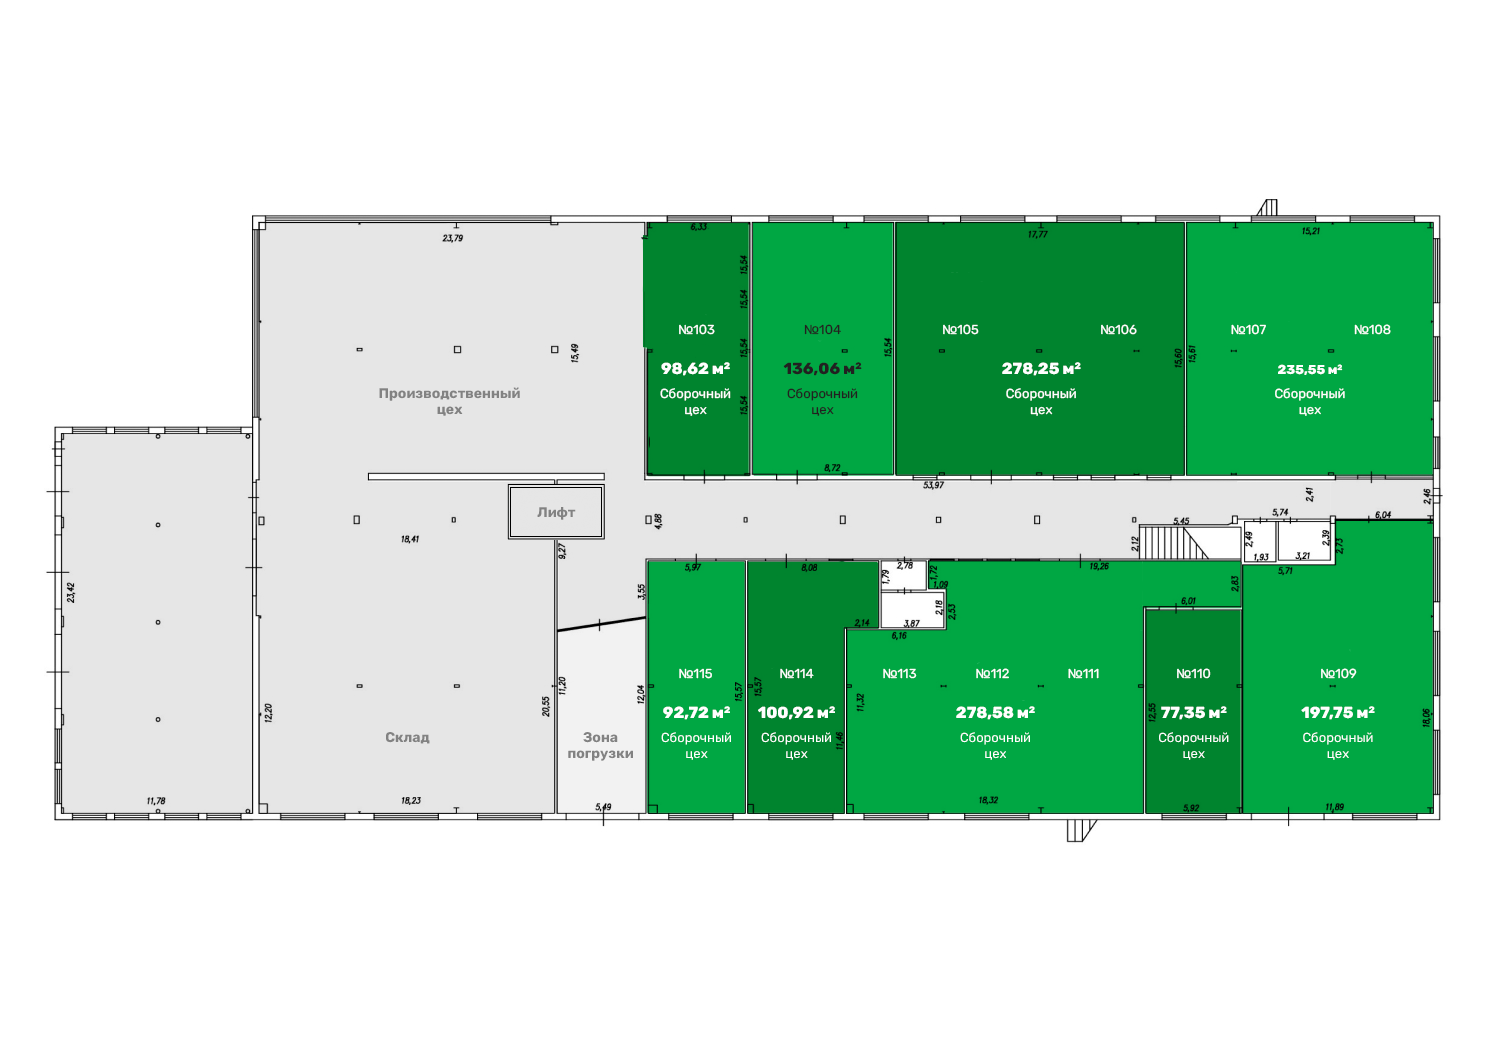 23,79
6,33
17,77
15,21
15,54
15,54
15,54
15,54
15,54
15,60
15,61
15,49
№103
98,62 м²
Сборочный
цех
№104
136,06 м²
Сборочный
цех
№105
№106
278,25 м²
Сборочный
цех
№107
№108
235,55 м²
Сборочный
цех
Производственный
цех
8,72
53,97
2,41
2,46
Лифт
4,88
5,45
5,74
6,04
18,41
9,27
2,12
2,49
1,93
3,21
2,39
2,73
5,97
8,08
2,78
1,79
1,72
1,09
19,26
5,71
2,83
23,42
3,55
2,14
3,87
2,18
2,53
6,16
6,01
№115
92,72 м²
Сборочный
цех
№114
100,92 м²
Сборочный
цех
№113
№112
№111
278,58 м²
Сборочный
цех
№110
77,35 м²
Сборочный
цех
№109
197,75 м²
Сборочный
цех
12,20
20,55
11,20
12,04
15,57
15,57
11,46
11,32
12,55
18,06
Склад
Зона
погрузки
11,78
18,23
5,49
18,32
5,92
11,89